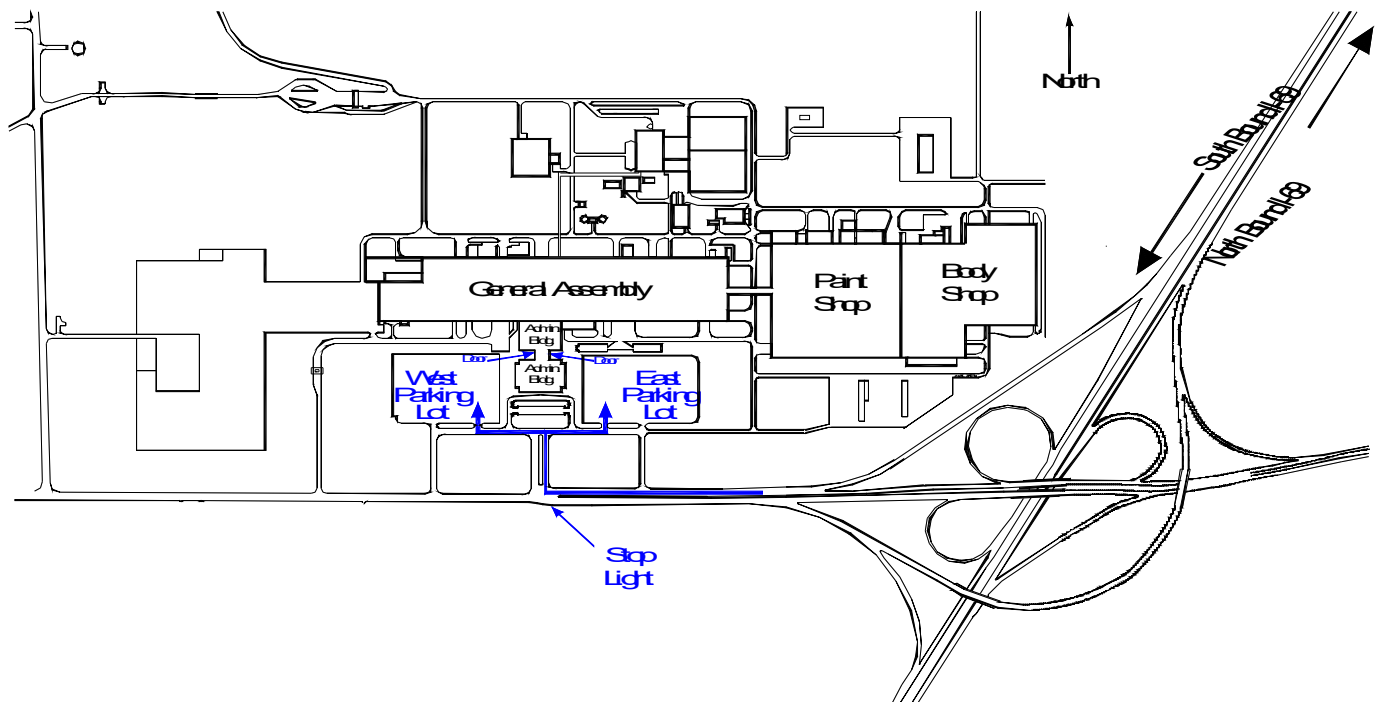 North
South Bound I-69
North Bound I-69
General Assembly
Paint
Shop
Body
Shop
Admin
Bldg
Door
Door
Admin
Bldg
West
Parking
Lot
East
Parking
Lot
Stop
Light